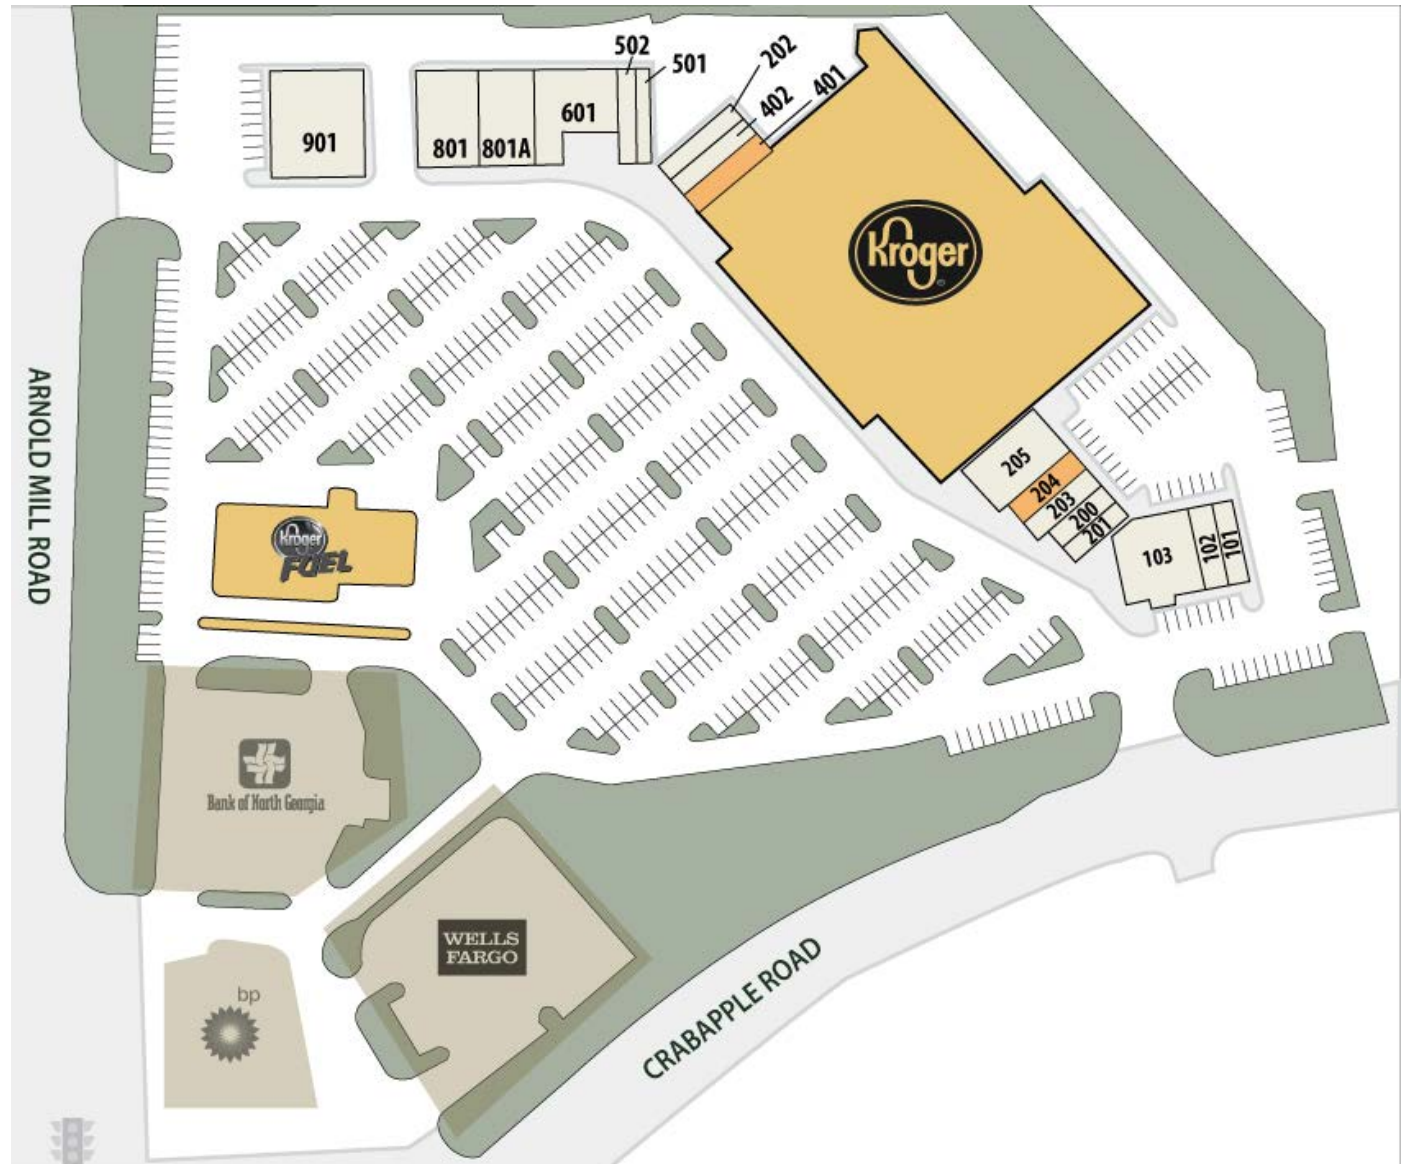 502
501
202
402
401
601
901
801
801A
Kroger
ARNOLD MILL ROAD
205
204
203
200
201
103
102
101
Kroger
FUEL
Bank of North Georgia
WELLS
FARGO
bp
CRABAPPLE ROAD